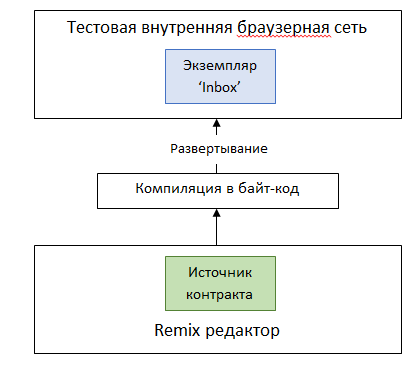 Тестовая внутренняя браузерная сеть
Экземпляр
‘Inbox’
Развертывание
Компиляция в байт-код
Источник
контракта
Remix редактор